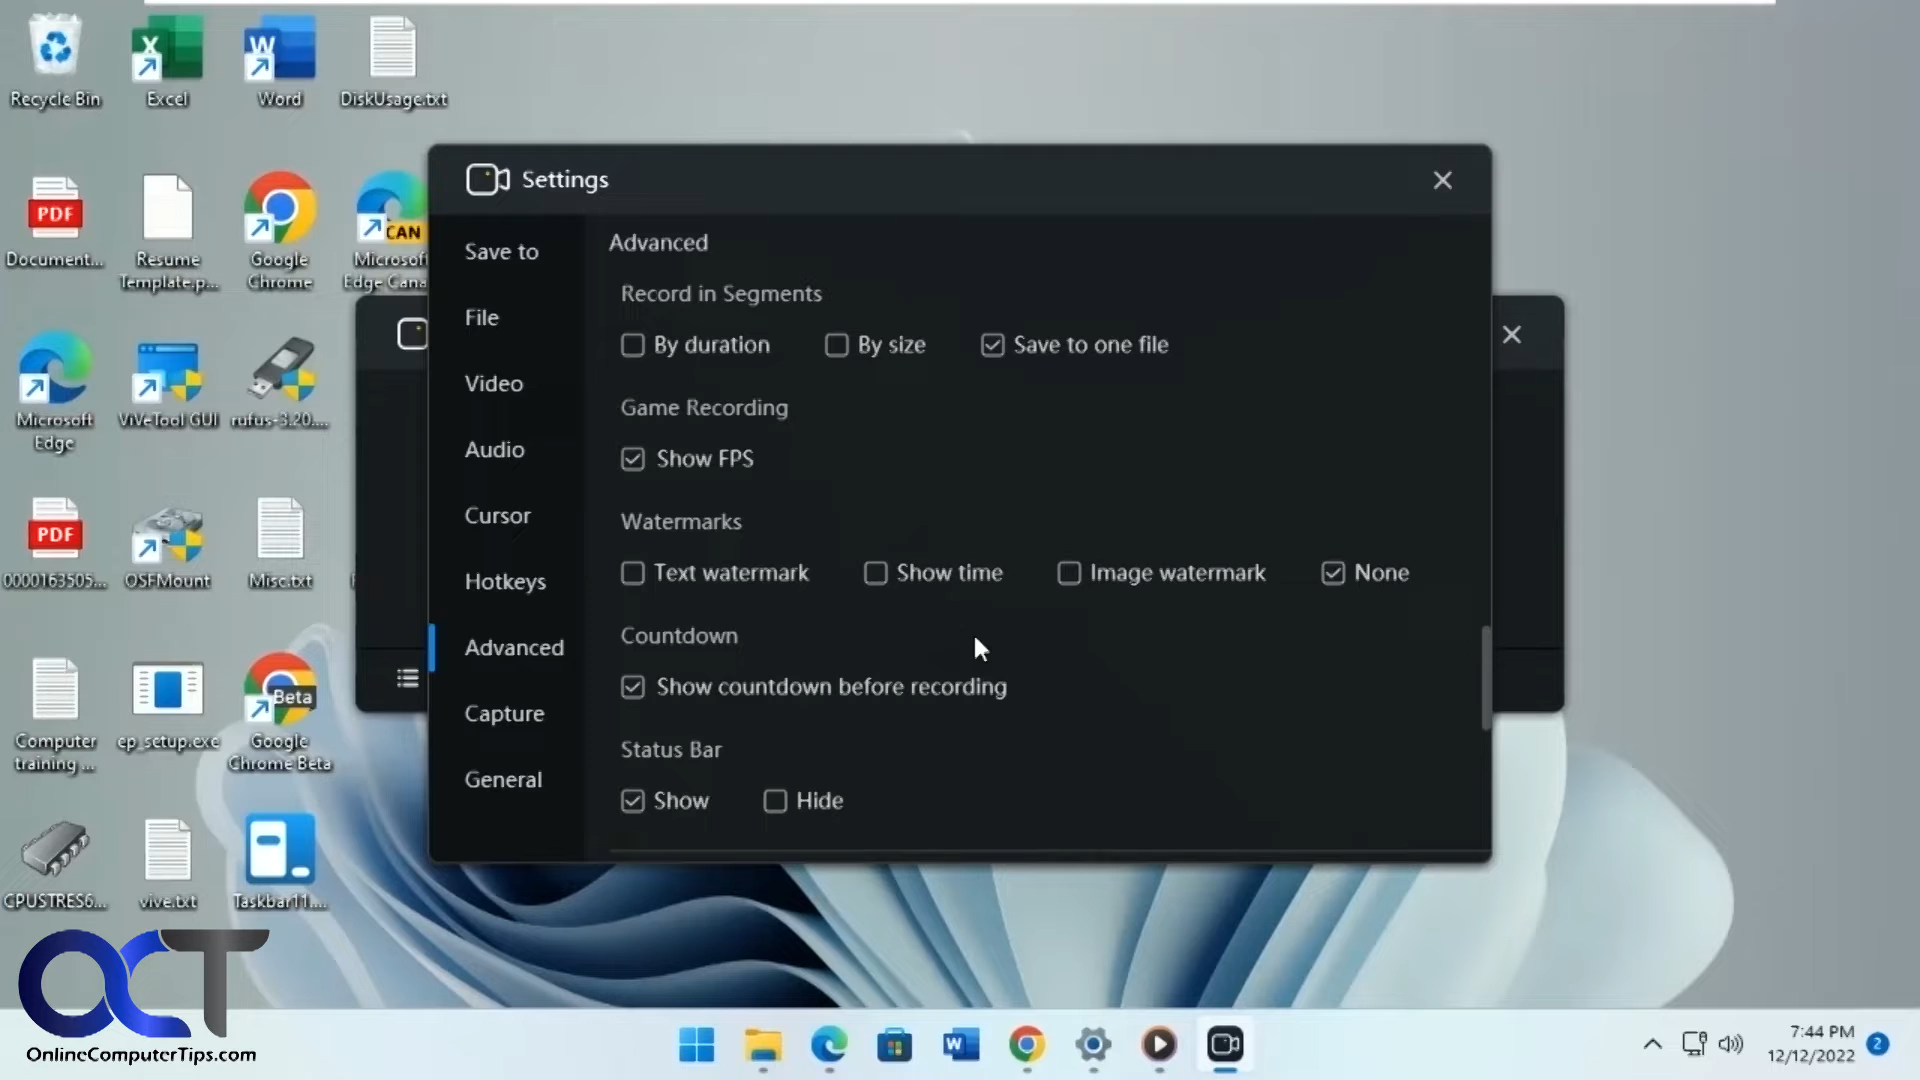 Recycle Bin
Excel
Word
DiskUsage.txt
PDF
Document...
Resume
Template.p...
Google
Chrome
CAN
Microsoft
Edge Cana
Microsoft
Edge
ViVeTool GUI
rufus-3.20....
PDF
0000163505...
OSFMount
Misc.txt
Computer
training ...
ep_setup.exe
Beta
Google
Chrome Beta
CPUSTRES6...
vive.txt
Taskbar11....
Settings
Save to
File
Video
Audio
Cursor
Hotkeys
Advanced
Capture
General
Advanced
Record in Segments
By duration
By size
Save to one file
Game Recording
Show FPS
Watermarks
Text watermark
Show time
Image watermark
None
Countdown
Show countdown before recording
Status Bar
Show
Hide
OCT
OnlineComputerTips.com
7:44 PM
12/12/2022
2